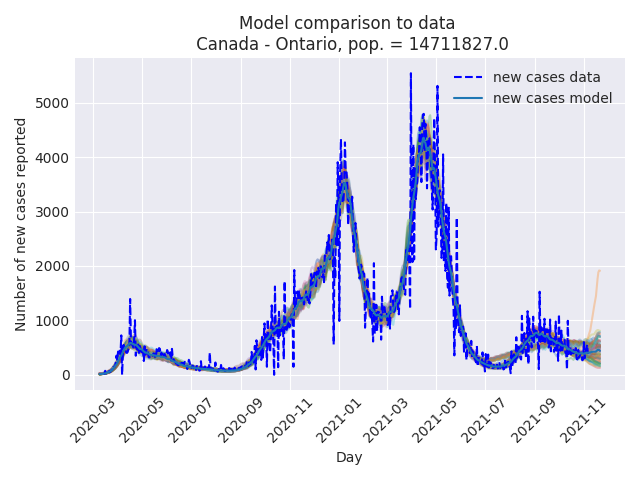 Model comparison to data
Canada - Ontario, pop. = 14711827.0
new cases data
new cases model
Number of new cases reported
5000
4000
3000
2000
1000
0
2020-03
2020-05
2020-07
2020-09
2020-11
2021-01
2021-03
2021-05
2021-07
2021-09
2021-11
Day